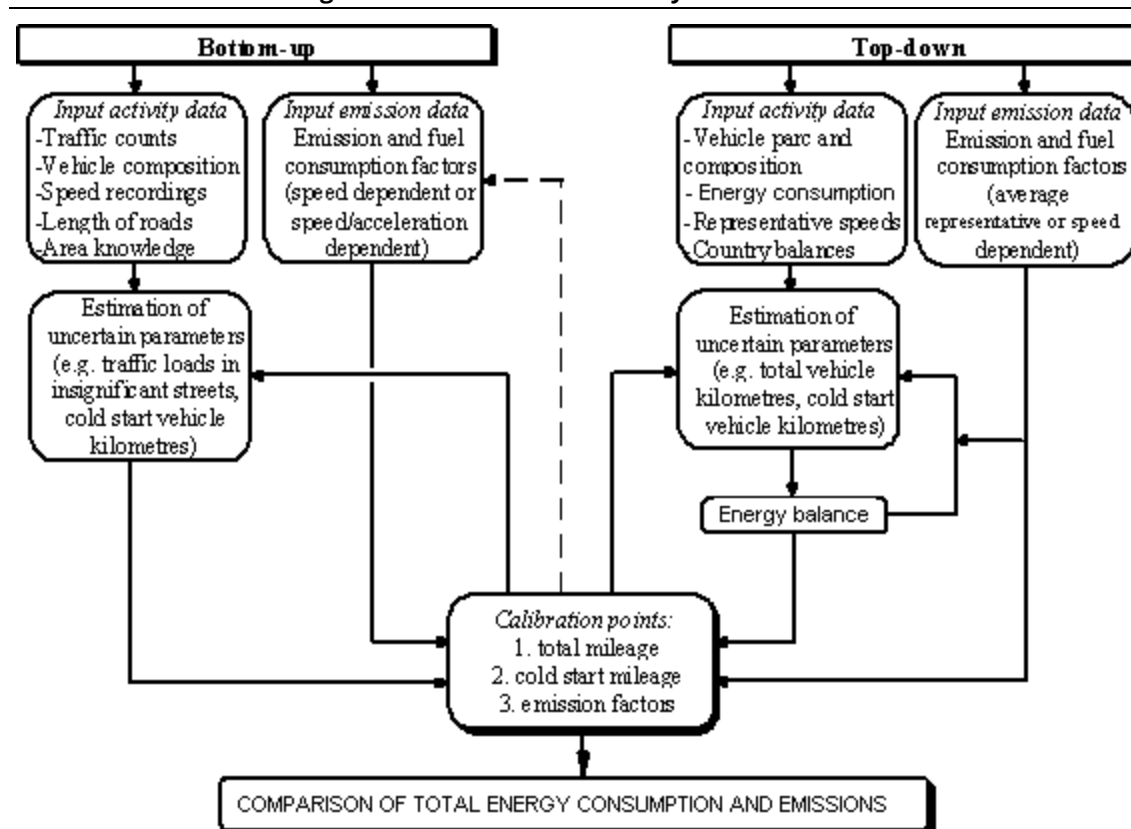 Bottom-up
Input activity data
-Traffic counts
-Vehicle composition
-Speed recordings
-Length of roads
-Area knowledge
Input emission data
Emission and fuel
consumption factors
(speed dependent or
speed/acceleration
dependent)
Estimation of
uncertain parameters
(e.g. traffic loads in
insignificant streets,
cold start vehicle
kilometres)
Top-down
Input activity data
- Vehicle parc and
composition
- Energy consumption
-Representative speeds
-Country balances
Input emission data
Emission and fuel
consumption factors
(average
representative or speed
dependent)
Estimation of
uncertain parameters
(e.g. total vehicle
kilometres, cold start
vehicle kilometres)
Energy balance
Calibration points:
1. total mileage
2. cold start mileage
3. emission factors
COMPARISON OF TOTAL ENERGY CONSUMPTION AND EMISSIONS